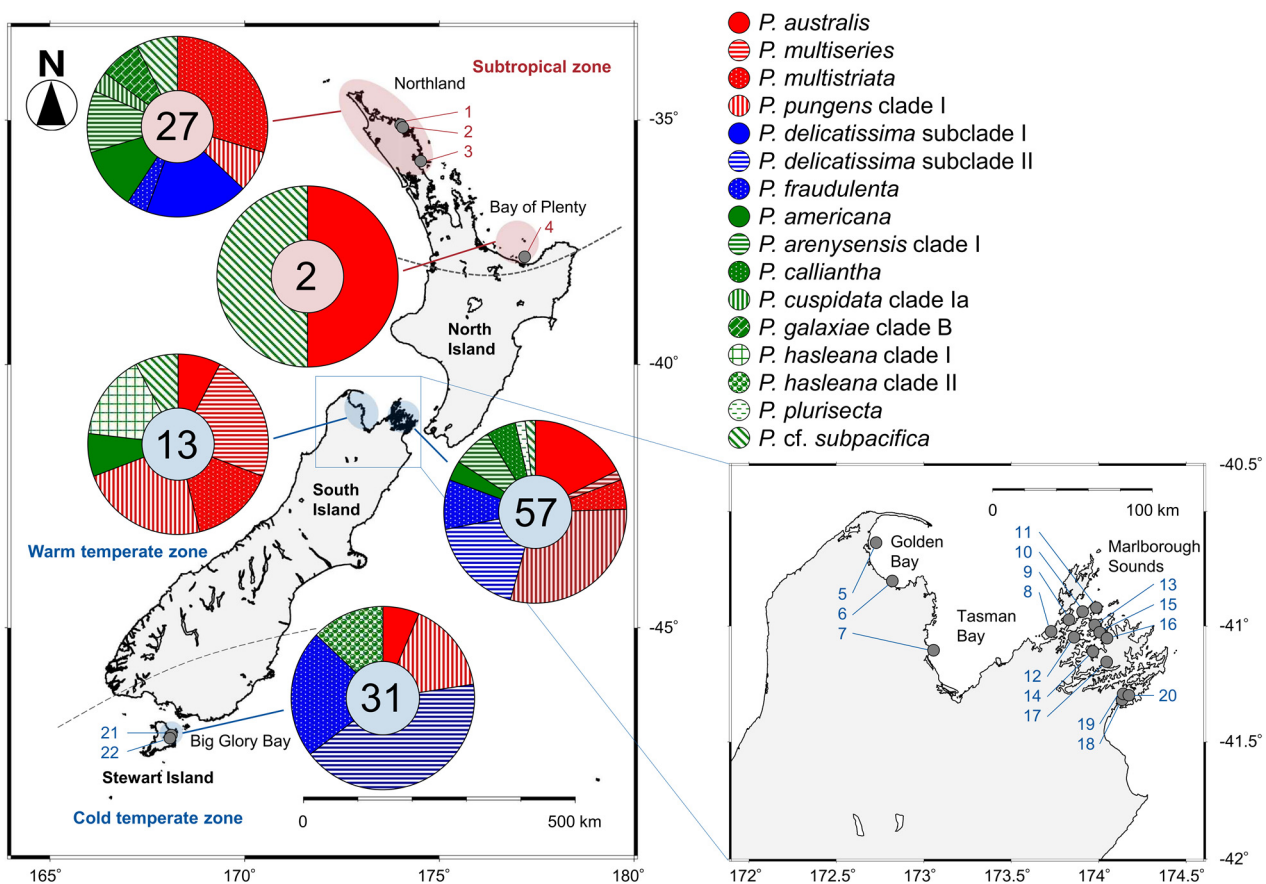 N
Subtropical zone
Northland
1
2
3
27
Bay of Plenty
4
2
North
Island
13
South
Island
57
Warm temperate zone
31
21
22
Big Glory Bay
Stewart Island
Cold temperate zone
0
500 km
165°
170°
175°
180°
-35°
-40°
-45°
P. australis
P. multiseries
P. multistriata
P. pungens clade I
P. delicatissima subclade I
P. delicatissima subclade II
P. fraudulenta
P. americana
P. arenysensis clade I
P. calliantha
P. cuspidata clade Ia
P. galaxiae clade B
P. hasleana clade I
P. hasleana clade II
P. plurisecta
P. cf. subpacifica
0
100 km
Golden
Bay
Tasman
Bay
Marlborough
Sounds
5
6
7
8
9
10
11
12
13
14
15
16
17
18
19
20
-40.5°
-41°
-41.5°
-42°
172°
172.5°
173°
173.5°
174°
174.5°